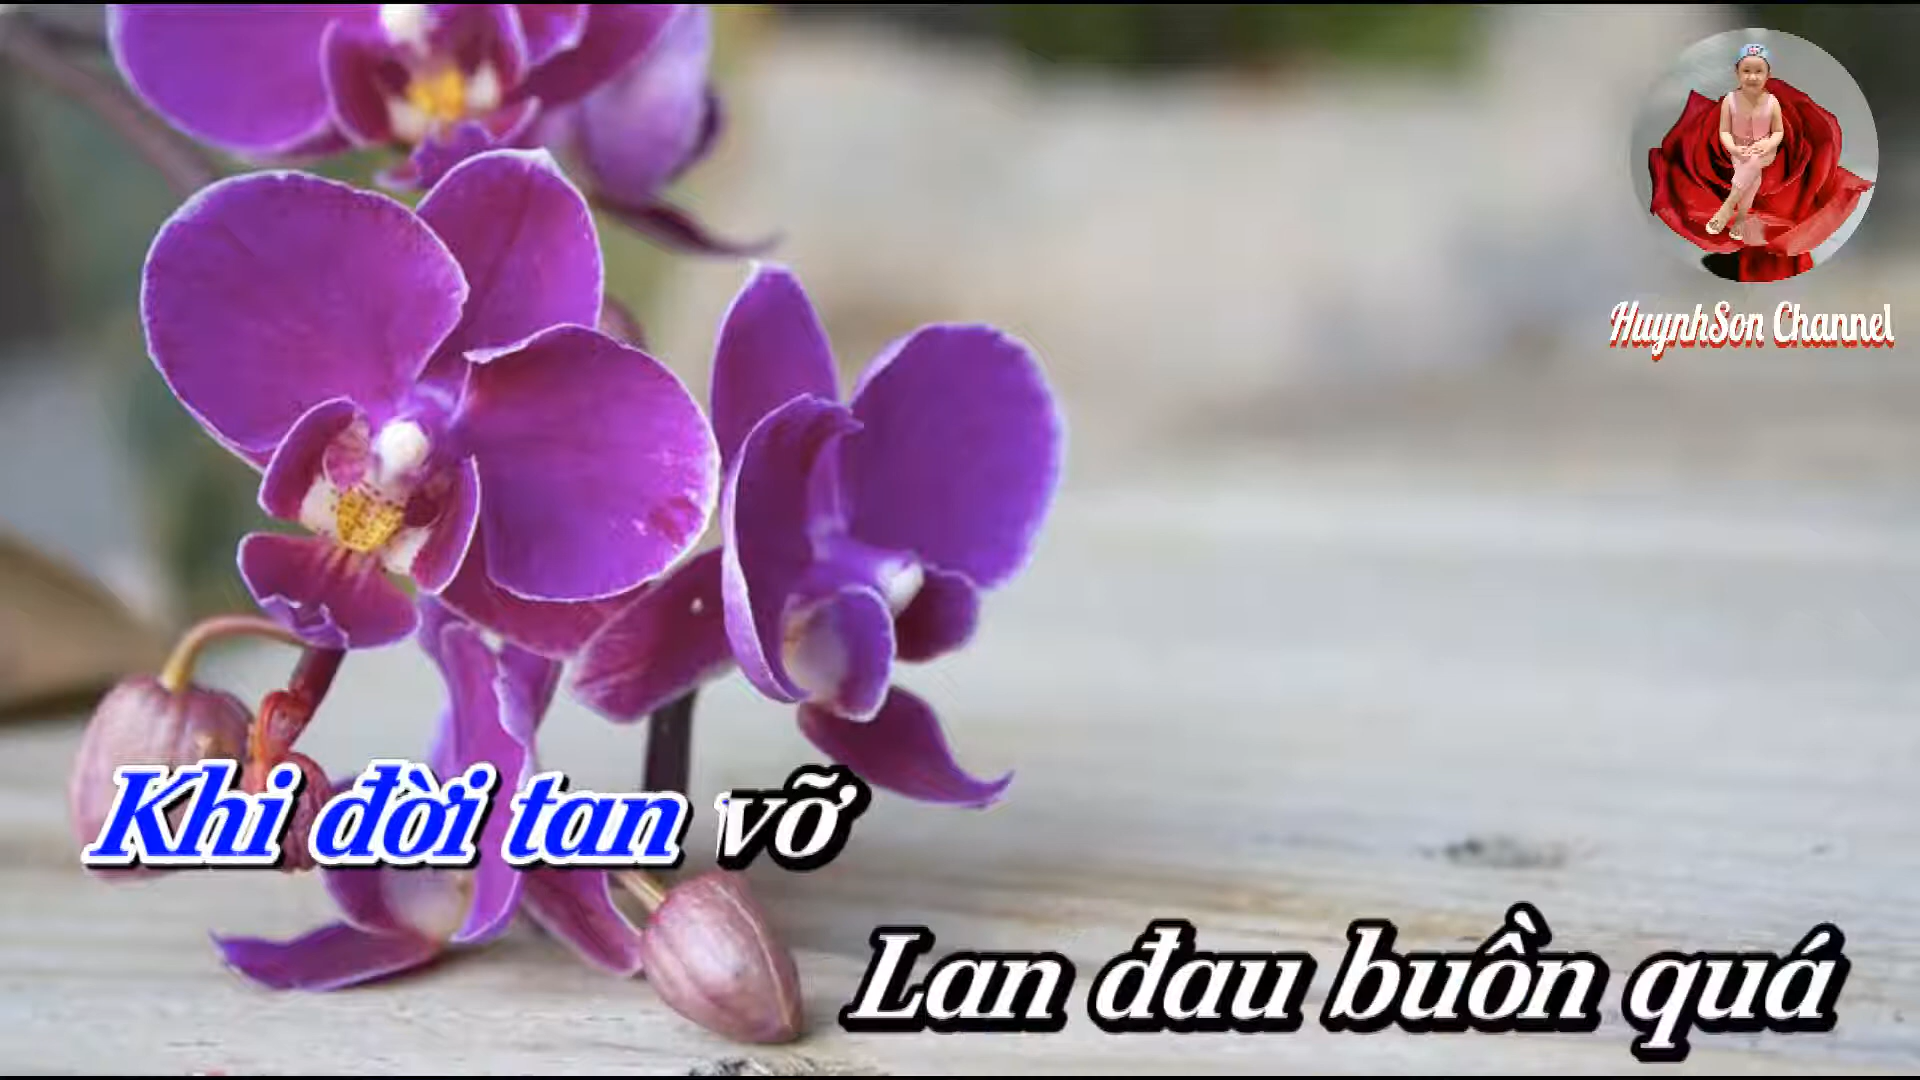 HuynhSon Channel
Khi đời tan vỡ
Lan đau buồn quá